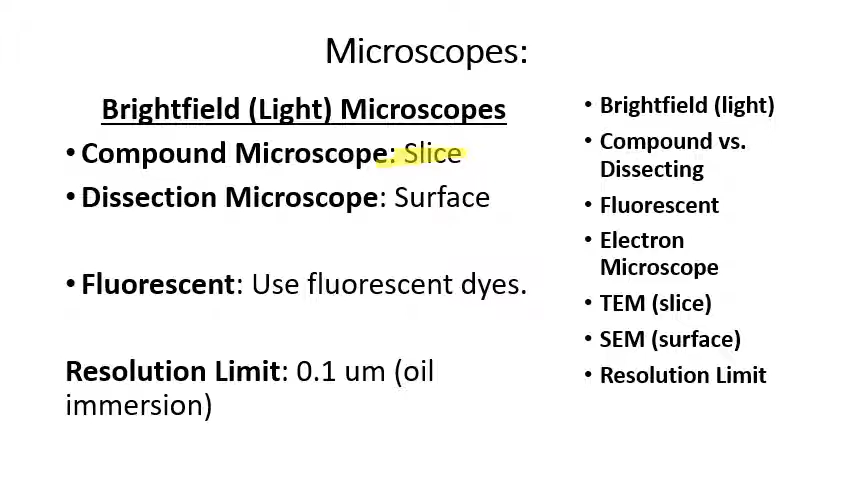 Microscopes:
Brightfield (Light) Microscopes
• Compound Microscope: Slice
• Dissection Microscope: Surface
• Fluorescent: Use fluorescent dyes.
Resolution Limit: 0.1 um (oil
immersion)
• Brightfield (light)
• Compound vs.
Dissecting
• Fluorescent
• Electron
Microscope
• TEM (slice)
• SEM (surface)
• Resolution Limit